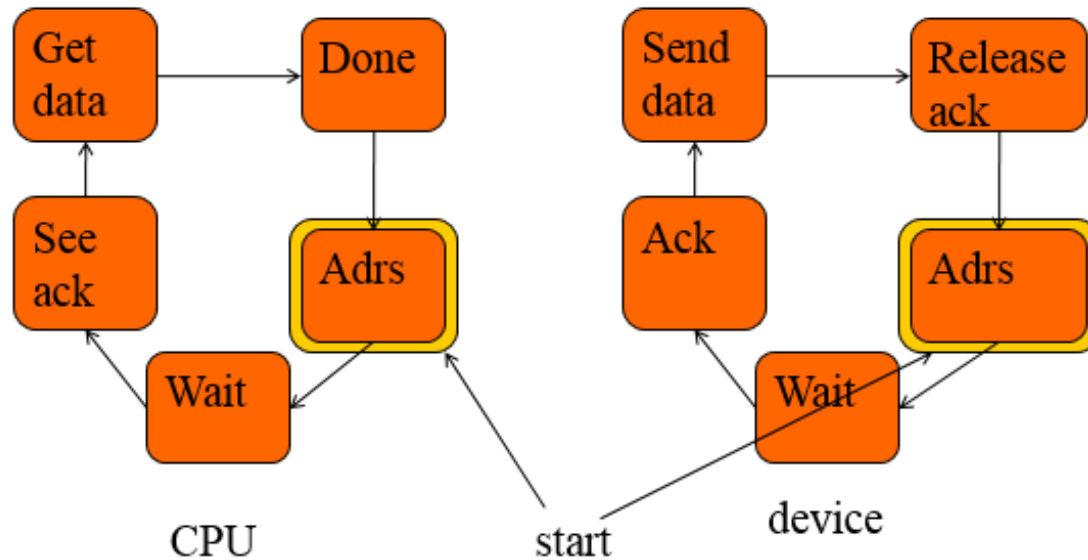 Get
data
Done
See
ack
Adrs
Wait
CPU
start
Send
data
Release
ack
Ack
Adrs
Wait
device